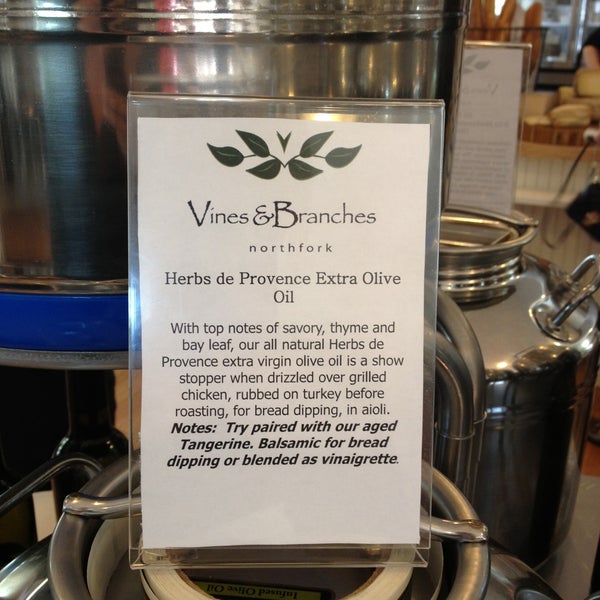 Vines & Branches
northfork
Herbs de Provence Extra Olive
Oil
With top notes of savory, thyme and
bay leaf, our all natural Herbs de
Provence extra virgin olive oil is a show
stopper when drizzled over grilled
chicken, rubbed on turkey before
roasting, for bread dipping, in aioli.
Notes: Try paired with our aged
Tangerine. Balsamic for bread
dipping or blended as vinaigrette.
Infused Olive Oil